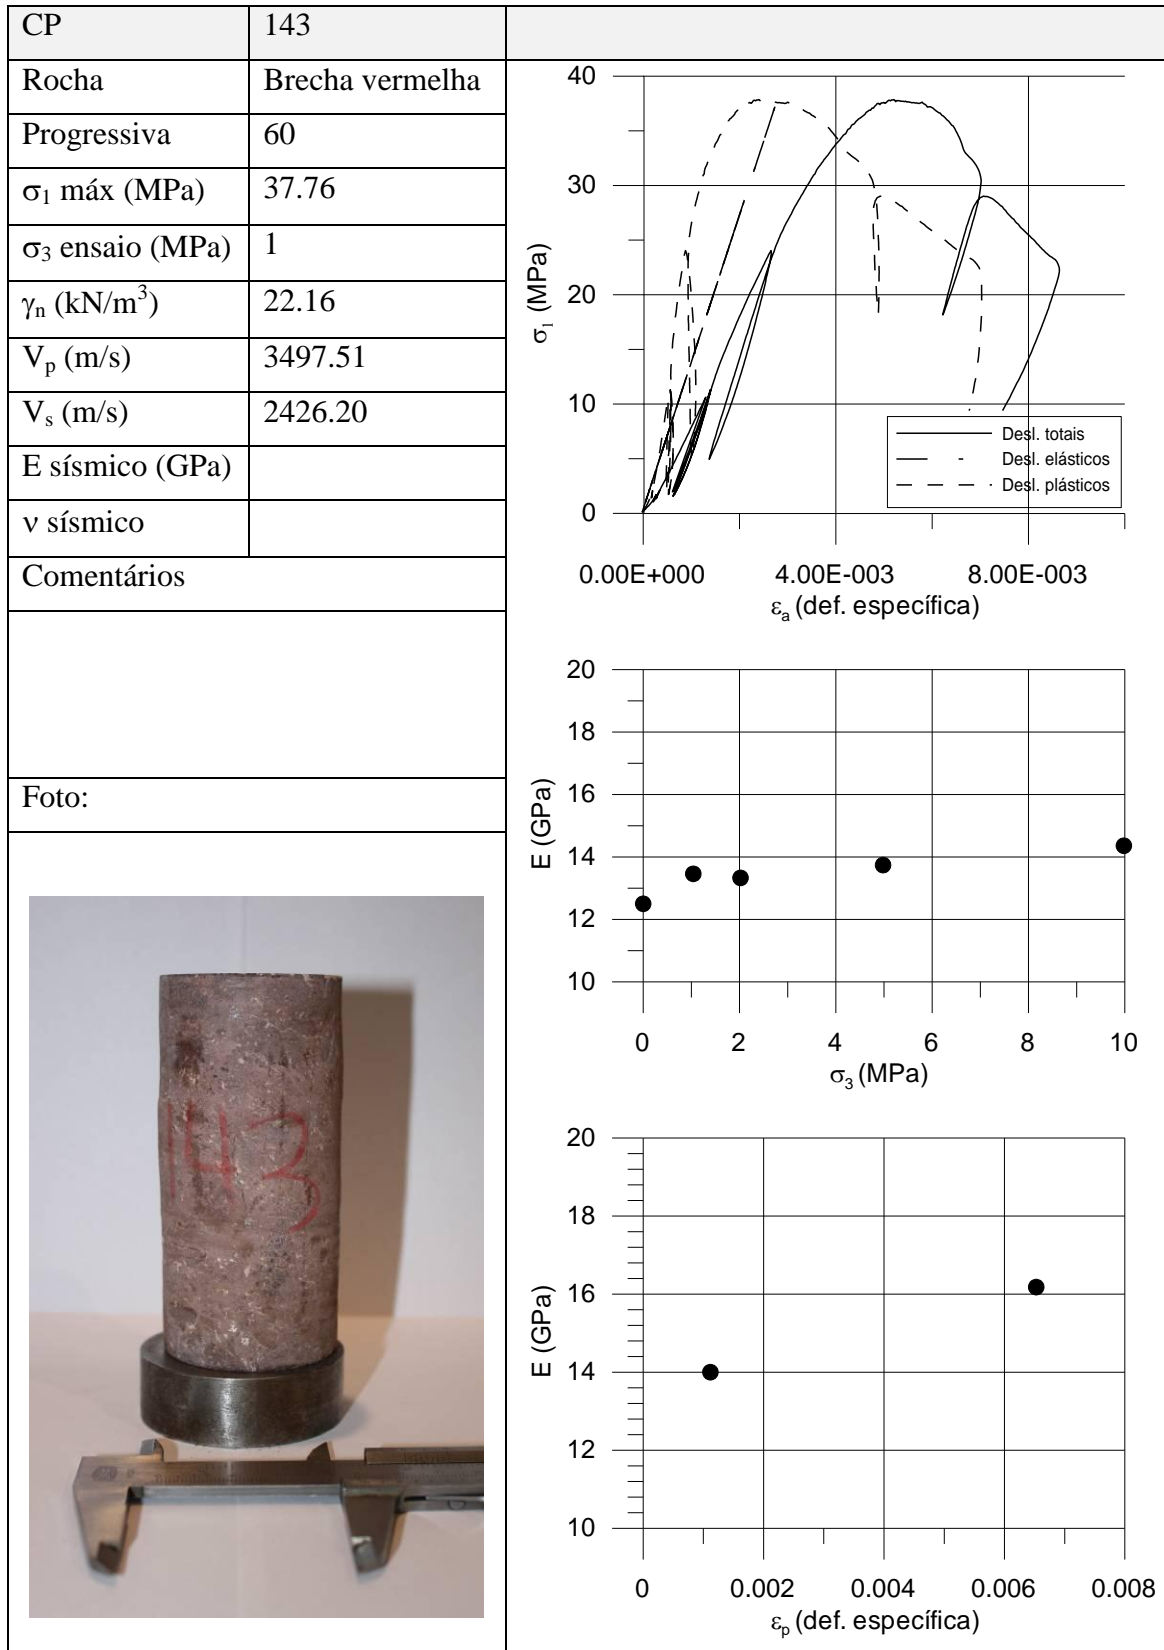 CP 143
Rocha Brecha vermelha
Progressiva 60
σ₁ máx (MPa) 37.76
σ₃ ensaio (MPa) 1
γₙ (kN/m³) 22.16
Vₚ (m/s) 3497.51
Vₛ (m/s) 2426.20
E sísmico (GPa)
ν sísmico
Comentários
Foto:
143
40
30
20
10
0
σ₁ (MPa)
Desl. totais
Desl. elásticos
Desl. plásticos
0.00E+000 4.00E-003 8.00E-003
εₐ (def. específica)
20
18
16
14
12
10
E (GPa)
0 2 4 6 8 10
σ₃ (MPa)
20
18
16
14
12
10
E (GPa)
0 0.002 0.004 0.006 0.008
εₚ (def. específica)